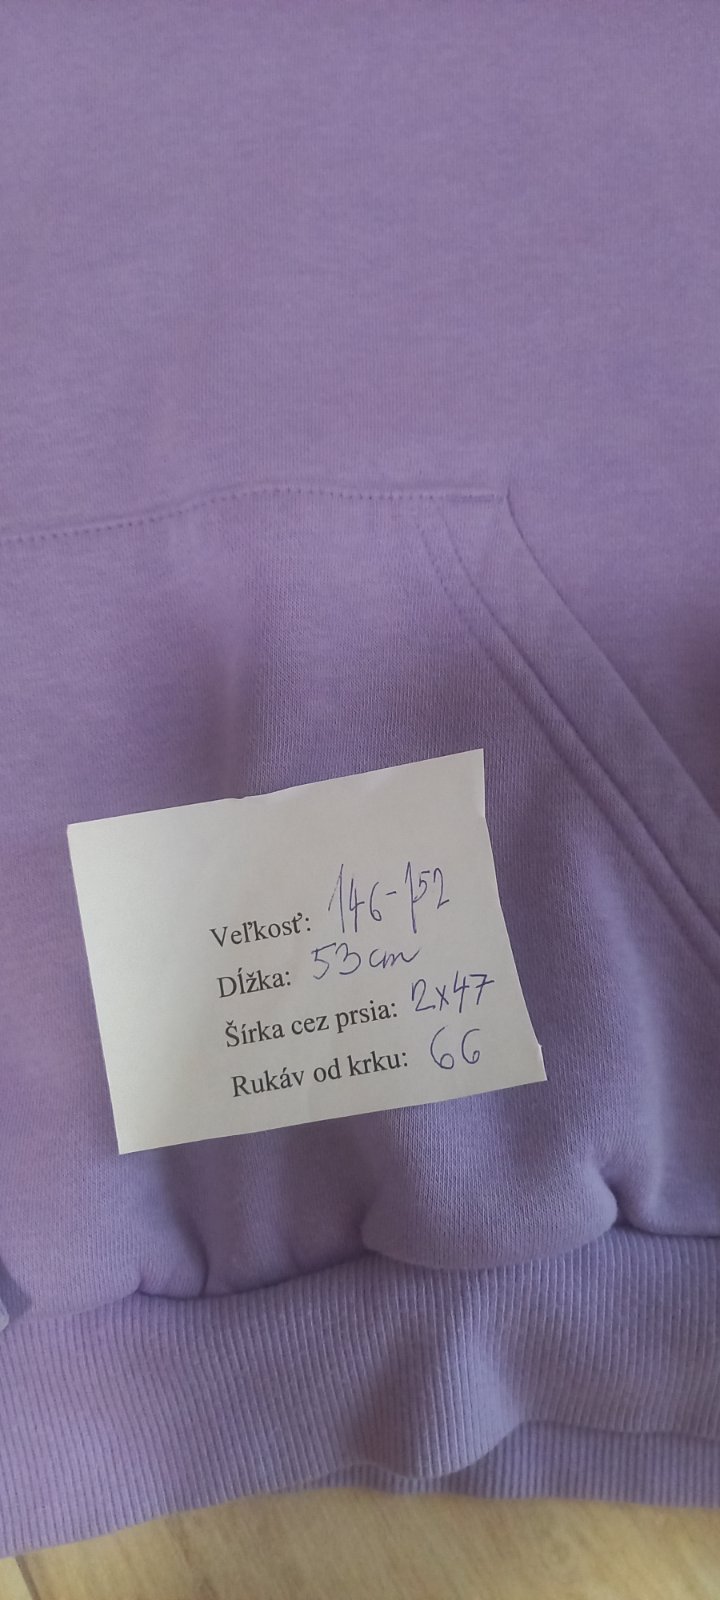 Veľkosť: 146-152
Dĺžka: 53 cm
Šírka cez prsia: 2x47
Rukáv od krku: 66